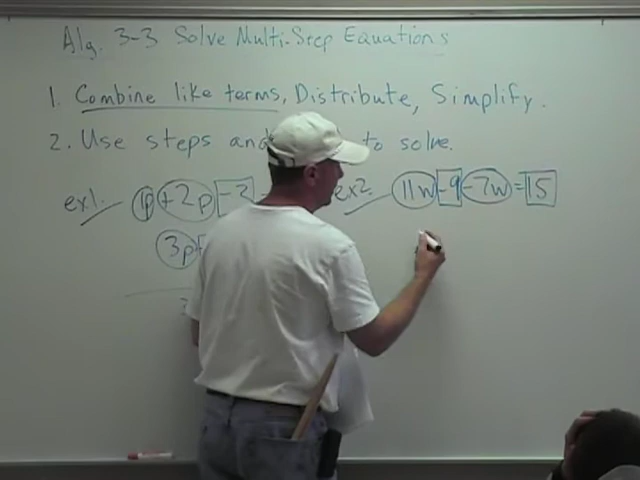 Alg. 3-3 Solve Multi-Step Equations
1. Combine like terms, Distribute, Simplify.
2. Use steps and to solve.
ex1. 1p +2p -2 ex2. 11w -9 -7w = 15
3p